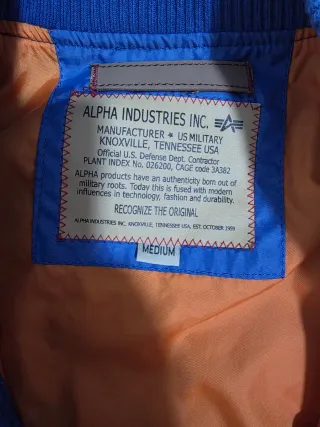 ALPHA INDUSTRIES INC.
MANUFACTURER ★ US MILITARY
KNOXVILLE, TENNESSEE USA
Official U.S. Defense Dept. Contractor
PLANT INDEX No. 026200, CAGE code 3A382
ALPHA products have an authenticity born out of
military roots. Today this is fused with modern
influences in technology, fashion and durability.
RECOGNIZE THE ORIGINAL
ALPHA INDUSTRIES INC. KNOXVILLE, TENNESSEE USA, EST. OCTOBER 1959
MEDIUM